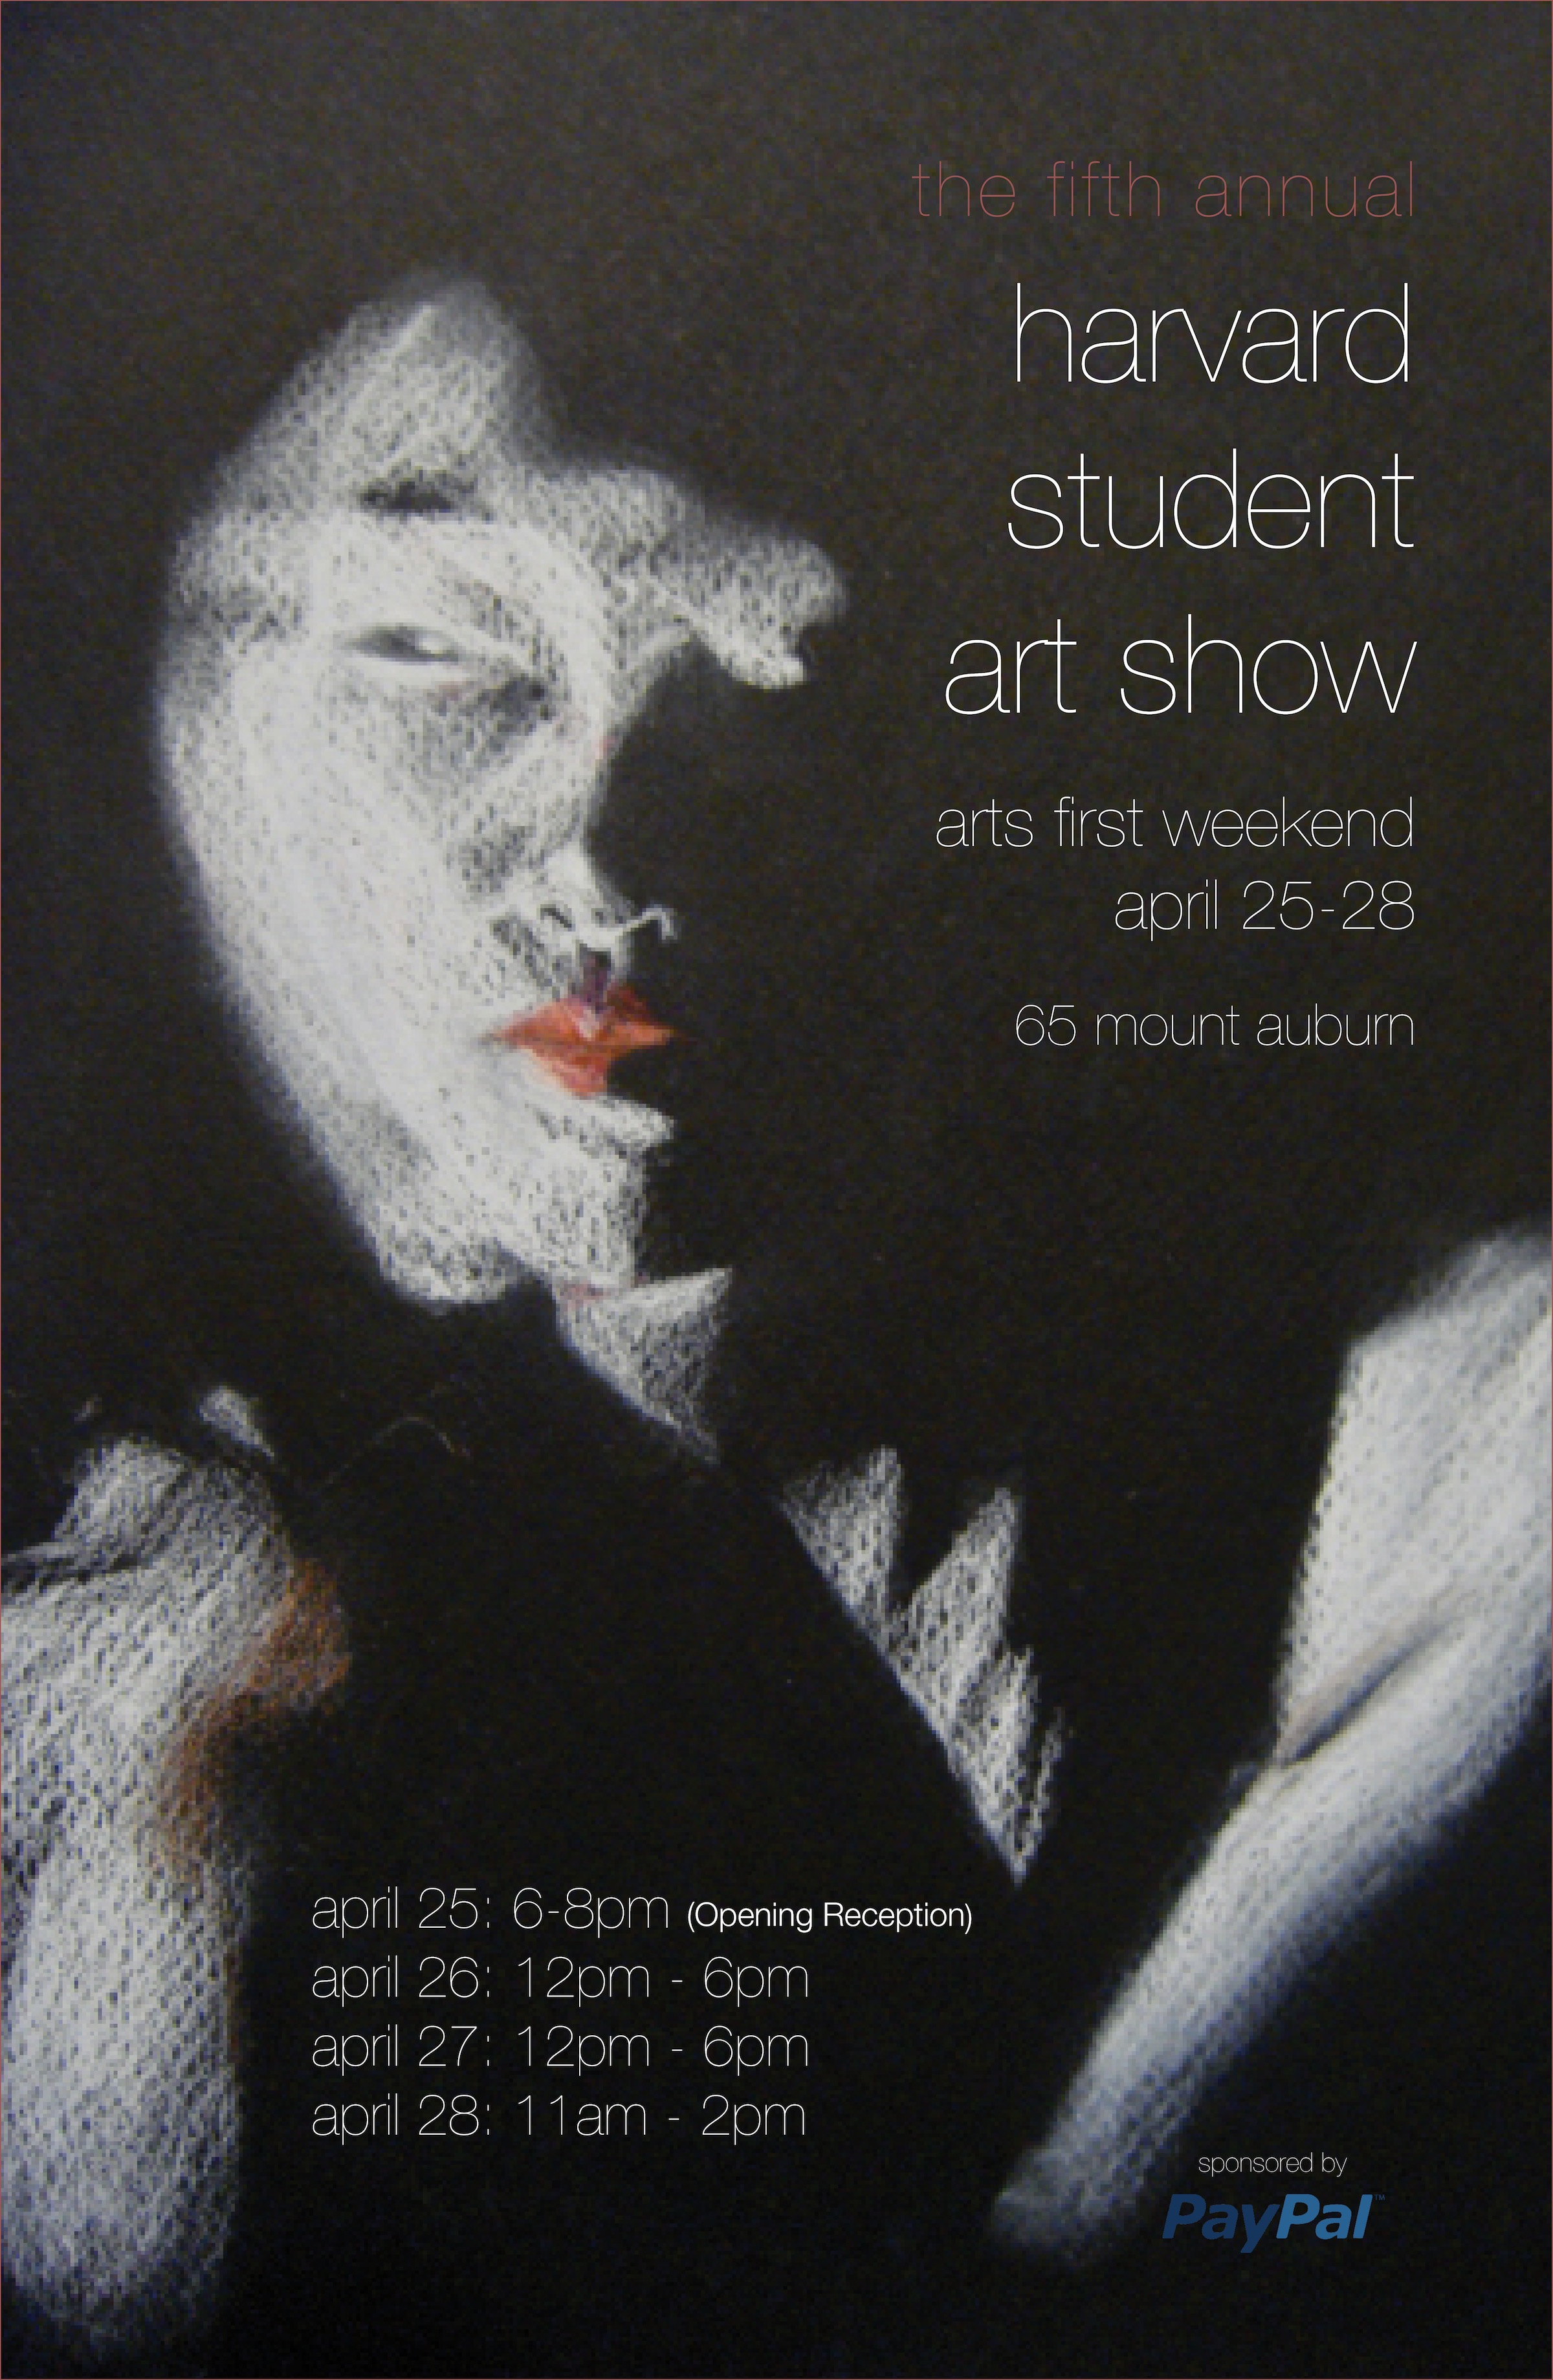 the fifth annual
harvard
student
art show
arts first weekend
april 25-28
65 mount auburn
april 25: 6-8pm (Opening Reception)
april 26: 12pm - 6pm
april 27: 12pm - 6pm
april 28: 11am - 2pm
sponsored by
PayPal™